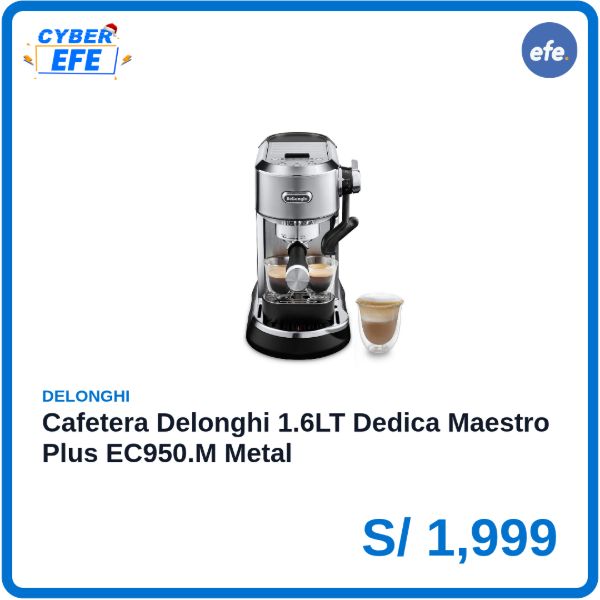 CYBER
EFE
efe.
DeLonghi
DELONGHI
Cafetera Delonghi 1.6LT Dedica Maestro
Plus EC950.M Metal
S/ 1,999